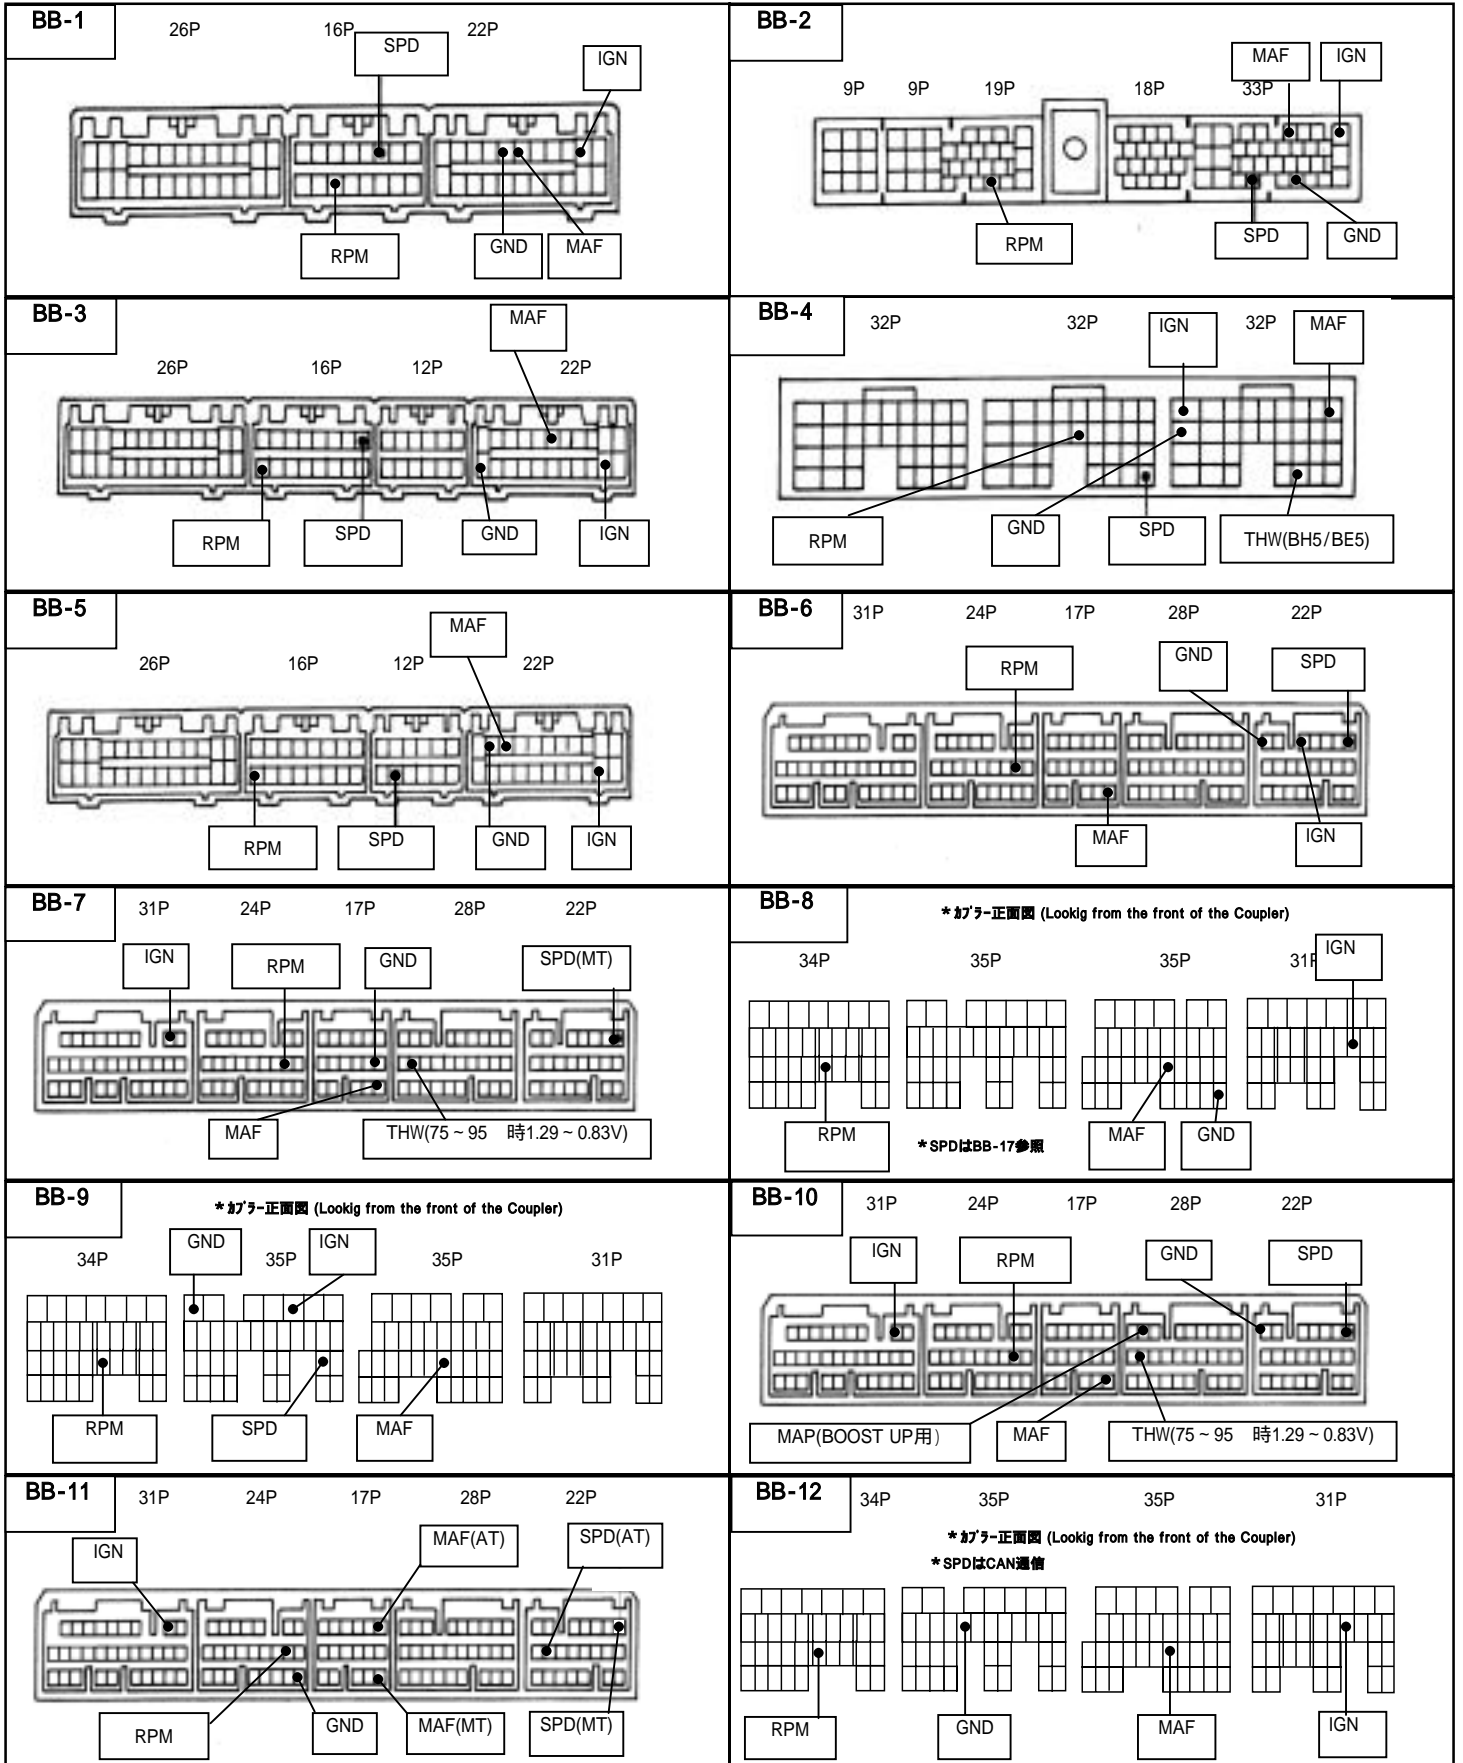 BB-1
26P 16P 22P
SPD
IGN
RPM
GND
MAF
BB-2
MAF
IGN
9P 9P 19P 18P 33P
RPM
SPD
GND
BB-3
MAF
26P 16P 12P 22P
RPM
SPD
GND
IGN
BB-4
32P 32P 32P
IGN
MAF
RPM
GND
SPD
THW(BH5/BE5)
BB-5
MAF
26P 16P 12P 22P
RPM
SPD
GND
IGN
BB-6
31P 24P 17P 28P 22P
RPM
GND
SPD
MAF
IGN
BB-7
31P 24P 17P 28P 22P
IGN
RPM
GND
SPD(MT)
MAF
THW(75~95 時1.29~0.83V)
BB-8
*ｶﾌﾟﾗｰ正面図 (Lookig from the front of the Coupler)
34P 35P 35P 31P
IGN
RPM
*SPDはBB-17参照
MAF
GND
BB-9
*ｶﾌﾟﾗｰ正面図 (Lookig from the front of the Coupler)
34P 35P 35P 31P
GND
IGN
RPM
SPD
MAF
BB-10
31P 24P 17P 28P 22P
IGN
RPM
GND
SPD
MAP(BOOST UP用)
MAF
THW(75~95 時1.29~0.83V)
BB-11
31P 24P 17P 28P 22P
IGN
MAF(AT)
SPD(AT)
RPM
GND
MAF(MT)
SPD(MT)
BB-12
34P 35P 35P 31P
*ｶﾌﾟﾗｰ正面図 (Lookig from the front of the Coupler)
*SPDはCAN通信
RPM
GND
MAF
IGN